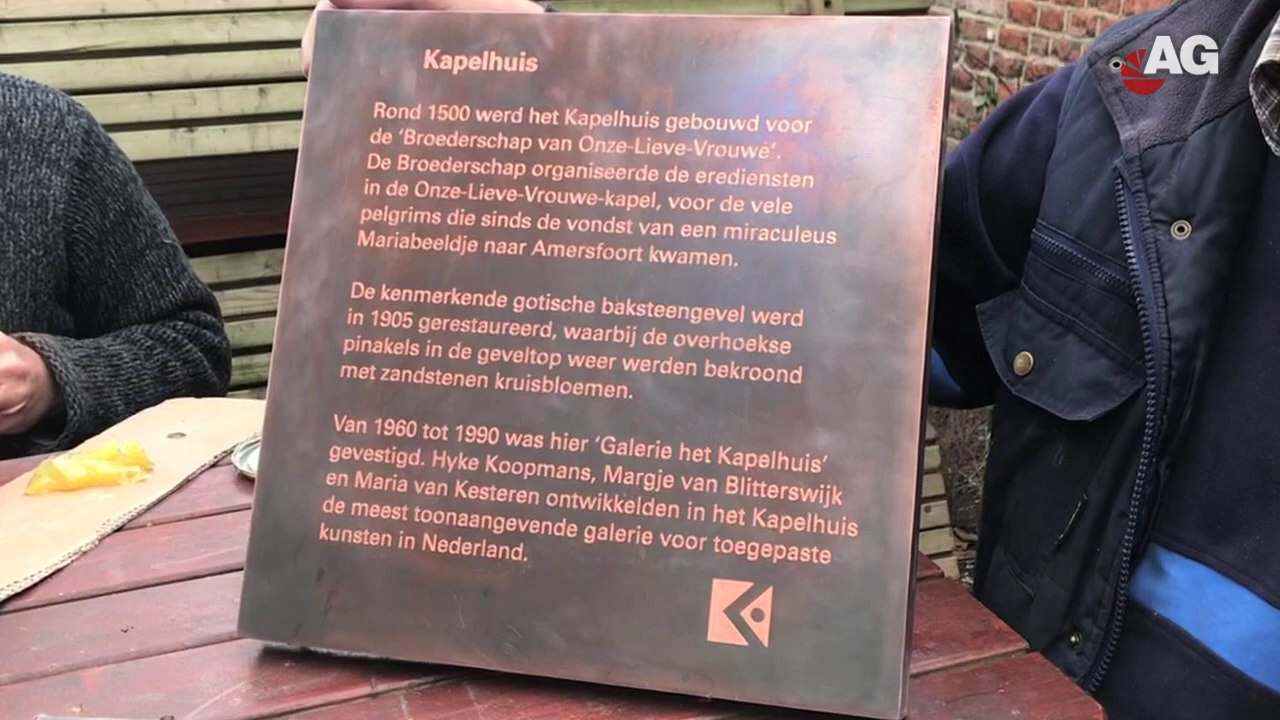 AG
Kapelhuis
Rond 1500 werd het Kapelhuis gebouwd voor
de ‘Broederschap van Onze-Lieve-Vrouwe’.
De Broederschap organiseerde de erediensten
in de Onze-Lieve-Vrouwe-kapel, voor de vele
pelgrims die sinds de vondst van een miraculeus
Mariabeeldje naar Amersfoort kwamen.
De kenmerkende gotische baksteengevel werd
in 1905 gerestaureerd, waarbij de overhoekse
pinakels in de geveltop weer werden bekroond
met zandstenen kruisbloemen.
Van 1960 tot 1990 was hier ‘Galerie het Kapelhuis’
gevestigd. Hyke Koopmans, Margje van Blitterswijk
en Maria van Kesteren ontwikkelden in het Kapelhuis
de meest toonaangevende galerie voor toegepaste
kunsten in Nederland.